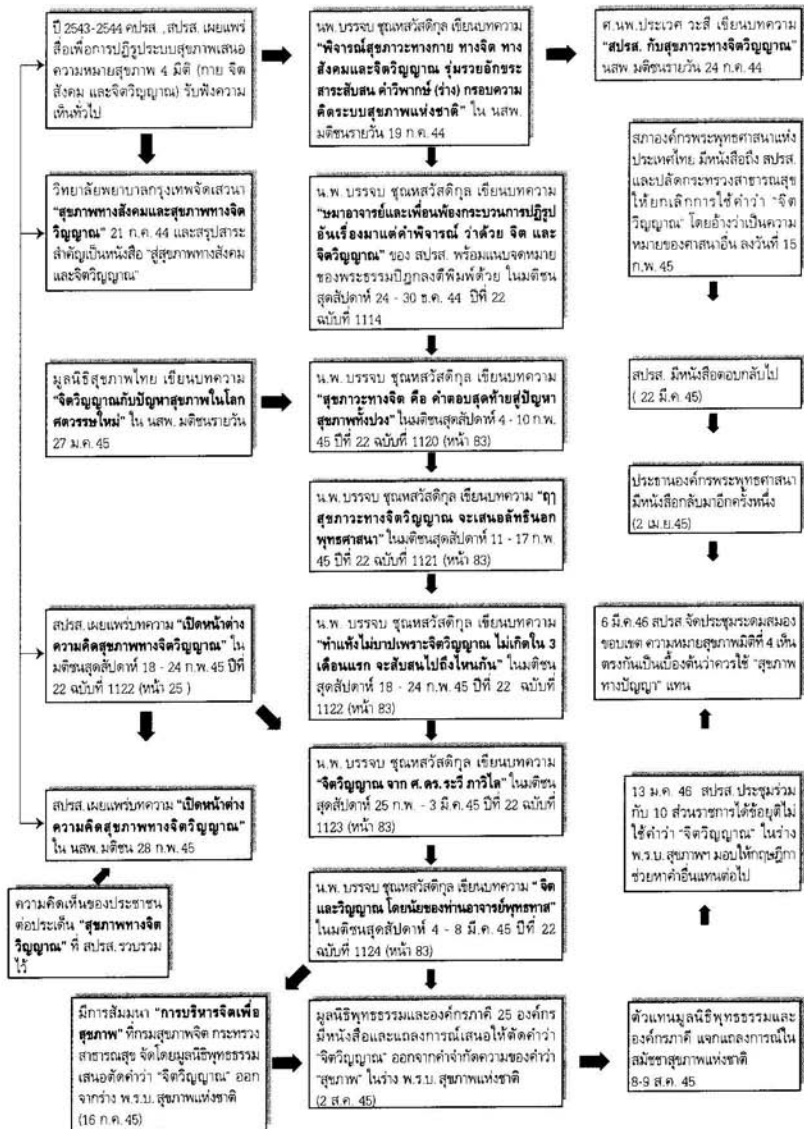 ปี 2543-2544 คปรส. ,สปรส. เผยแพร่
สื่อเพื่อการปฏิรูประบบสุขภาพเสนอ
ความหมายสุขภาพ 4 มิติ (กาย จิต
สังคม และจิตวิญญาณ) รับฟังความ
เห็นทั่วไป
นพ. บรรจบ ชุณหสวัสดิกุล เขียนบทความ
"พิจารณ์สุขภาวะทางกาย ทางจิต ทาง
สังคมและจิตวิญญาณ รุ่มรวยอักขระ
สาระสับสน คำวิพากษ์ (ร่าง) กรอบความ
คิดระบบสุขภาพแห่งชาติ" ใน นสพ.
มติชนรายวัน 19 ก.ค. 44
ศ.นพ.ประเวศ วะสี เขียนบทความ
"สปรส. กับสุขภาวะทางจิตวิญญาณ"
นสพ. มติชนรายวัน 24 ก.ค. 44
วิทยาลัยพยาบาลกรุงเทพจัดเสวนา
"สุขภาพทางสังคมและสุขภาพทางจิต
วิญญาณ" 21 ก.ค. 44 และสรุปสาระ
สำคัญเป็นหนังสือ "สู่สุขภาพทางสังคม
และจิตวิญญาณ"
น.พ. บรรจบ ชุณหสวัสดิกุล เขียนบทความ
"ษมาอาจารย์และเพื่อนพ้องกระบวนการปฏิรูป
อันเรื่องมาแต่คำพิจารณ์ ว่าด้วย จิต และ
จิตวิญญาณ" ของ สปรส. พร้อมแนบจดหมาย
ของพระธรรมปิฎกลงตีพิมพ์ด้วย ในมติชน
สุดสัปดาห์ 24 - 30 ธ.ค. 44 ปีที่ 22
ฉบับที่ 1114
สภาองค์กรพระพุทธศาสนาแห่ง
ประเทศไทย มีหนังสือถึง สปรส.
และปลัดกระทรวงสาธารณสุข
ให้ยกเลิกการใช้คำว่า "จิต
วิญญาณ" โดยอ้างว่าเป็นความ
หมายของศาสนาอื่น ลงวันที่ 15
ก.พ. 45
มูลนิธิสุขภาพไทย เขียนบทความ
"จิตวิญญาณกับปัญหาสุขภาพในโลก
ศตวรรษใหม่" ใน นสพ. มติชนรายวัน
27 ม.ค. 45
น.พ. บรรจบ ชุณหสวัสดิกุล เขียนบทความ
"สุขภาวะทางจิต คือ คำตอบสุดท้ายสู่ปัญหา
สุขภาพทั้งปวง" ในมติชนสุดสัปดาห์ 4 - 10 ก.พ.
45 ปีที่ 22 ฉบับที่ 1120 (หน้า 83)
สปรส. มีหนังสือตอบกลับไป
( 22 มี.ค. 45)
น.พ. บรรจบ ชุณหสวัสดิกุล เขียนบทความ "ฤๅ
สุขภาวะทางจิตวิญญาณ จะเสนอลัทธินอก
พุทธศาสนา" ในมติชนสุดสัปดาห์ 11 - 17 ก.พ.
45 ปีที่ 22 ฉบับที่ 1121 (หน้า 83)
ประธานองค์กรพระพุทธศาสนา
มีหนังสือกลับมาอีกครั้งหนึ่ง
(2 เม.ย.45)
สปรส. เผยแพร่บทความ "เปิดหน้าต่าง
ความคิดสุขภาพทางจิตวิญญาณ" ใน
มติชนสุดสัปดาห์ 18 - 24 ก.พ. 45 ปีที่
22 ฉบับที่ 1122 (หน้า 25 )
น.พ. บรรจบ ชุณหสวัสดิกุล เขียนบทความ
"ทำแท้งไม่บาปเพราะจิตวิญญาณ ไม่เกิดใน 3
เดือนแรก จะสับสนไปถึงไหนกัน" ในมติชน
สุดสัปดาห์ 18 - 24 ก.พ. 45 ปีที่ 22 ฉบับที่
1122 (หน้า 83)
6 มี.ค.46 สปรส.จัดประชุมระดมสมอง
ขอบเขต ความหมายสุขภาพมิติที่ 4 เห็น
ตรงกันเป็นเบื้องต้นว่าควรใช้ "สุขภาพ
ทางปัญญา" แทน
น.พ. บรรจบ ชุณหสวัสดิกุล เขียนบทความ
"จิตวิญญาณ จาก ศ.ดร.ระวี ภาวิไล" ในมติชน
สุดสัปดาห์ 25 ก.พ. - 3 มี.ค. 45 ปีที่ 22 ฉบับที่
1123 (หน้า 83)
สปรส.เผยแพร่บทความ "เปิดหน้าต่าง
ความคิดสุขภาพทางจิตวิญญาณ"
ใน นสพ. มติชน 28 ก.พ. 45
13 ม.ค. 46 สปรส. ประชุมร่วม
กับ 10 ส่วนราชการได้ข้อยุติไม่
ใช้คำว่า "จิตวิญญาณ" ในร่าง
พ.ร.บ. สุขภาพฯ มอบให้กฤษฎีกา
ช่วยหาคำอื่นแทนต่อไป
น.พ. บรรจบ ชุณหสวัสดิกุล เขียนบทความ " จิต
และวิญญาณ โดยนัยของท่านอาจารย์พุทธทาส"
ในมติชนสุดสัปดาห์ 4 - 8 มี.ค. 45 ปีที่ 22
ฉบับที่ 1124 (หน้า 83)
ความคิดเห็นของประชาชน
ต่อประเด็น "สุขภาพทางจิต
วิญญาณ" ที่ สปรส.รวบรวม
ไว้
มีการสัมมนา "การบริหารจิตเพื่อ
สุขภาพ" ที่กรมสุขภาพจิต กระทรวง
สาธารณสุข จัดโดยมูลนิธิพุทธธรรม
เสนอตัดคำว่า "จิตวิญญาณ" ออก
จากร่าง พ.ร.บ. สุขภาพแห่งชาติ
(16 ก.ค. 45)
มูลนิธิพุทธธรรมและองค์กรภาคี 25 องค์กร
มีหนังสือและแถลงการณ์เสนอให้ตัดคำว่า
"จิตวิญญาณ" ออกจากคำจำกัดความของคำว่า
"สุขภาพ" ในร่าง พ.ร.บ. สุขภาพแห่งชาติ
(2 ส.ค. 45)
ตัวแทนมูลนิธิพุทธธรรมและ
องค์กรภาคี แจกแถลงการณ์ใน
สมัชชาสุขภาพแห่งชาติ
8-9 ส.ค. 45